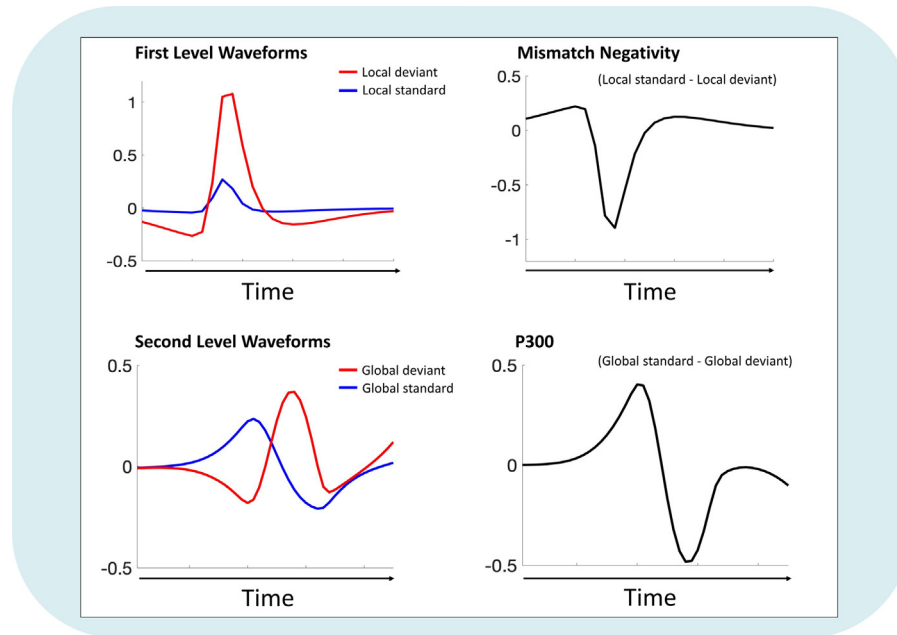 First Level Waveforms
Local deviant
Local standard
1
0.5
0
-0.5
Time
Mismatch Negativity
(Local standard - Local deviant)
0.5
0
-0.5
-1
Time
Second Level Waveforms
Global deviant
Global standard
0.5
0
-0.5
Time
P300
(Global standard - Global deviant)
0.5
0
-0.5
Time